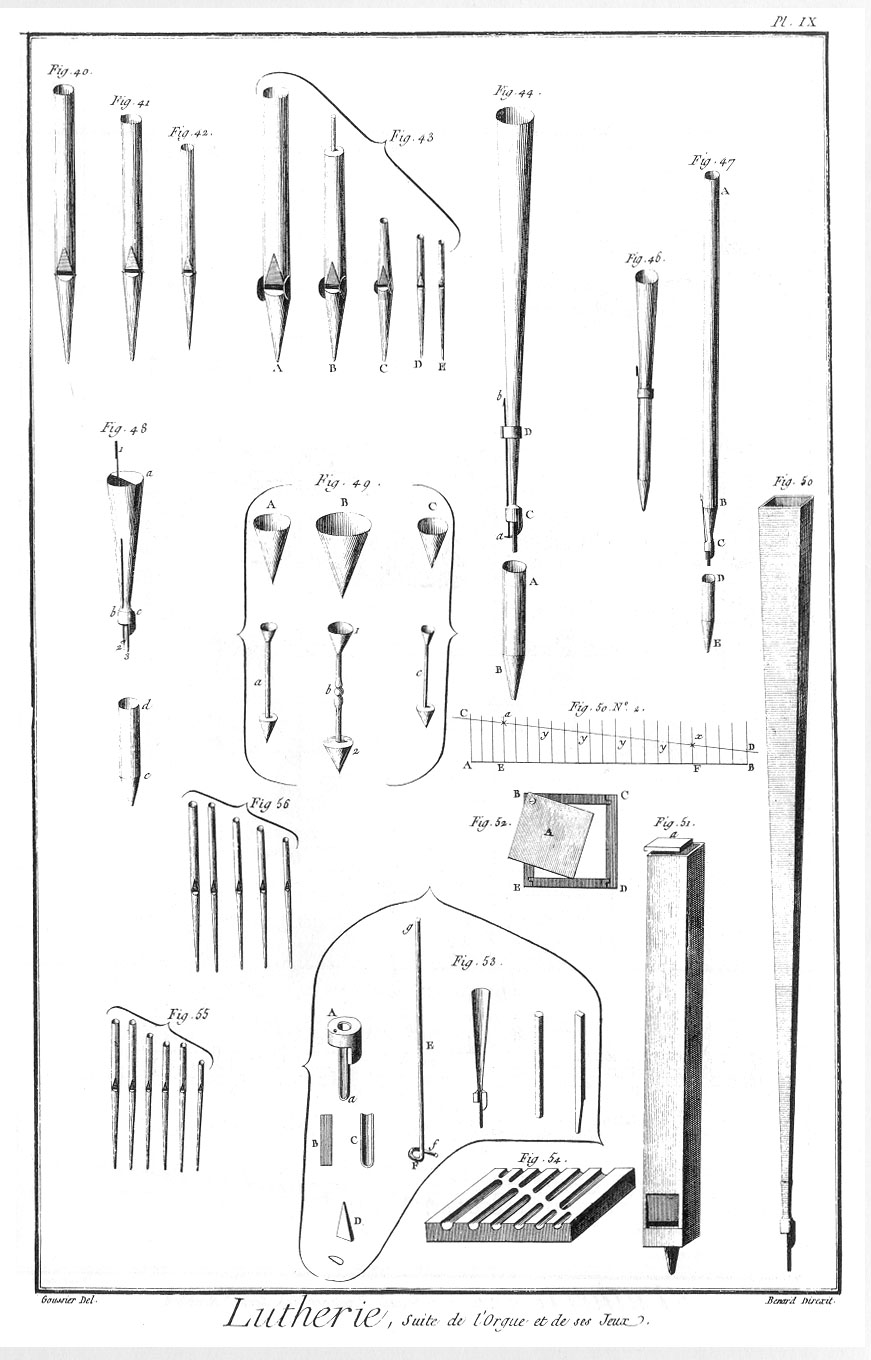 Pl. IX
Fig. 40.
Fig. 41
Fig. 42.
Fig. 43
A
B
C
D
E
Fig. 44.
b
D
C
a
A
B
Fig. 46.
Fig. 47
A
B
C
D
E
Fig. 48
1
a
b
c
2
3
d
c
Fig. 49.
A
B
C
a
1
b
2
c
Fig. 50
Fig. 50. N.° 2.
C
a
y
y
y
y
x
D
A
E
F
B
Fig. 52.
B
C
A
E
D
Fig. 51.
a
Fig 56
Fig. 53.
g
A
E
a
B
C
f
F
D
Fig. 55
Fig. 54.
Goussier Del.
Benard Direxit.
Lutherie, Suite de l'Orgue et de ses Jeux.